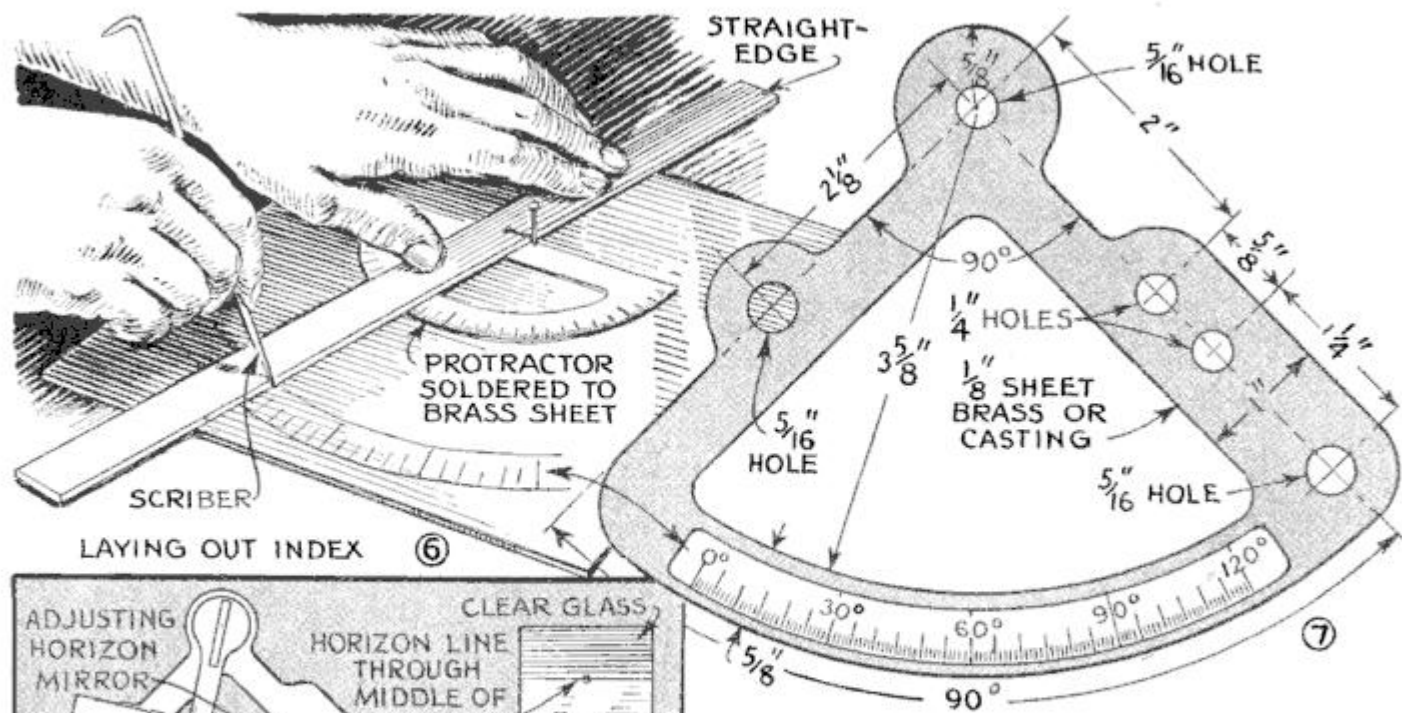 STRAIGHT-
EDGE
PROTRACTOR
SOLDERED TO
BRASS SHEET
SCRIBER
LAYING OUT INDEX ⑥
5/8"
5/16" HOLE
2"
2 1/8"
90°
5/8"
1 1/4"
1/4" HOLES
3 5/8"
1/8" SHEET
BRASS OR
CASTING
1"
5/16"
HOLE
5/16" HOLE
0°
30°
60°
90°
120°
5/8"
90°
⑦
ADJUSTING
HORIZON
MIRROR
CLEAR GLASS
HORIZON LINE
THROUGH
MIDDLE OF